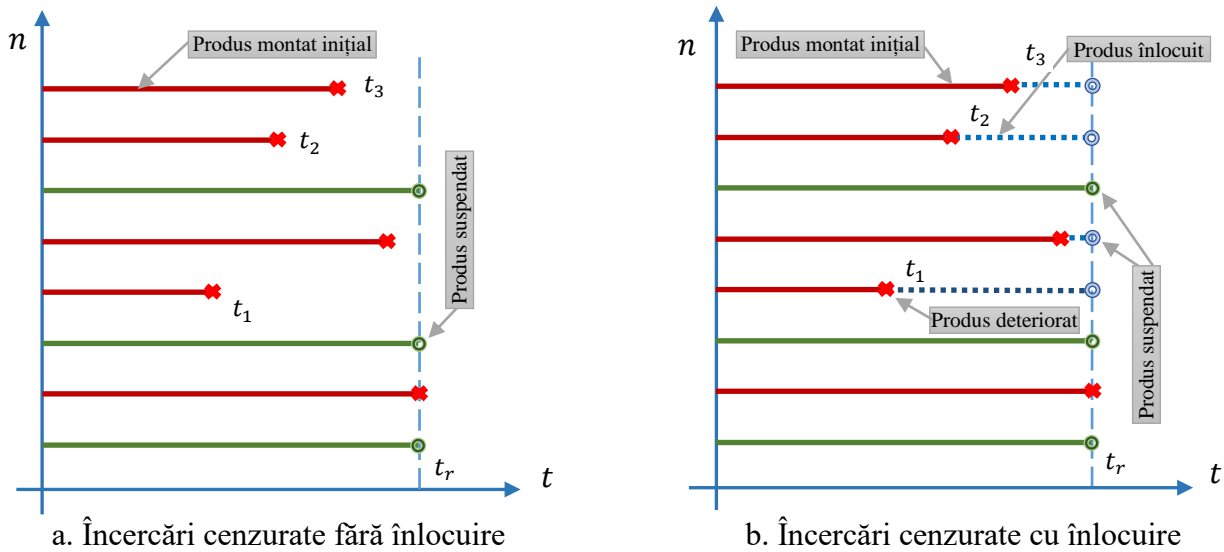 n
Produs montat inițial
t₃
t₂
Produs suspendat
t₁
tᵣ
t
a. Încercări cenzurate fără înlocuire
n
Produs montat inițial
t₃
Produs înlocuit
t₂
t₁
Produs deteriorat
Produs suspendat
tᵣ
t
b. Încercări cenzurate cu înlocuire